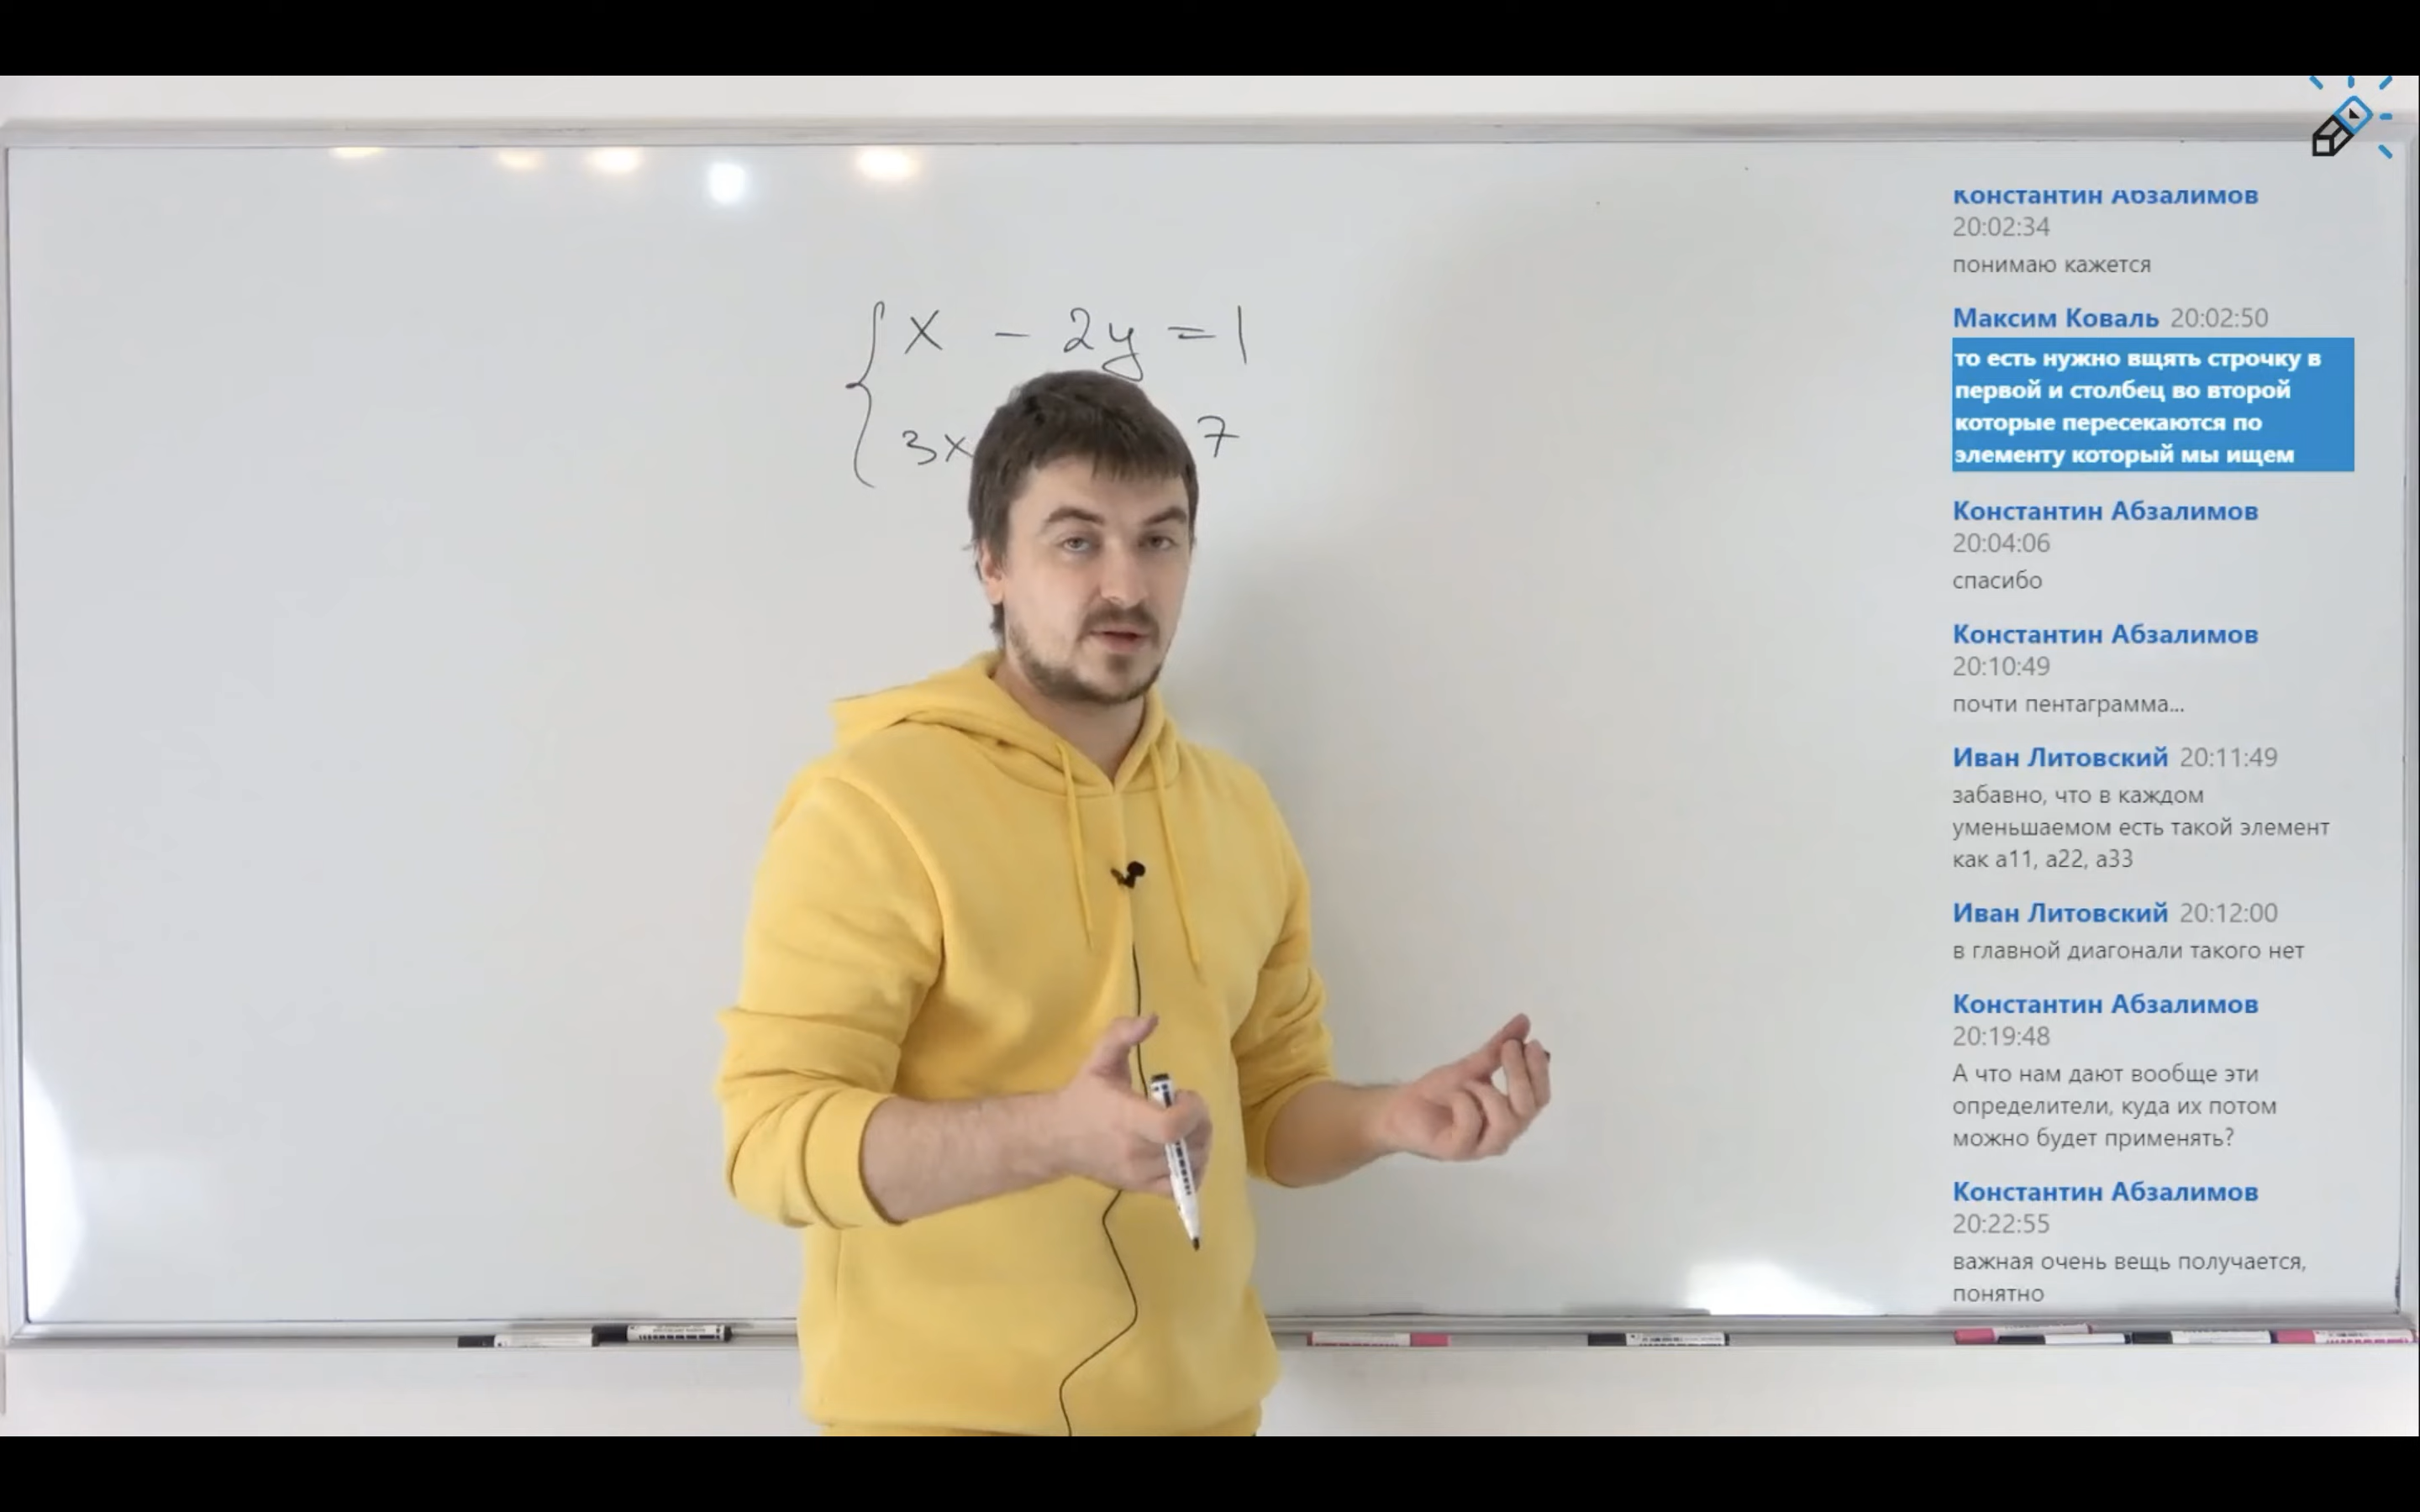 x - 2y = 1
3x 7
Константин Абзалимов
20:02:34
понимаю кажется
Максим Коваль 20:02:50
то есть нужно вщять строчку в
первой и столбец во второй
которые пересекаются по
элементу который мы ищем
Константин Абзалимов
20:04:06
спасибо
Константин Абзалимов
20:10:49
почти пентаграмма...
Иван Литовский 20:11:49
забавно, что в каждом
уменьшаемом есть такой элемент
как а11, а22, а33
Иван Литовский 20:12:00
в главной диагонали такого нет
Константин Абзалимов
20:19:48
А что нам дают вообще эти
определители, куда их потом
можно будет применять?
Константин Абзалимов
20:22:55
важная очень вещь получается,
понятно